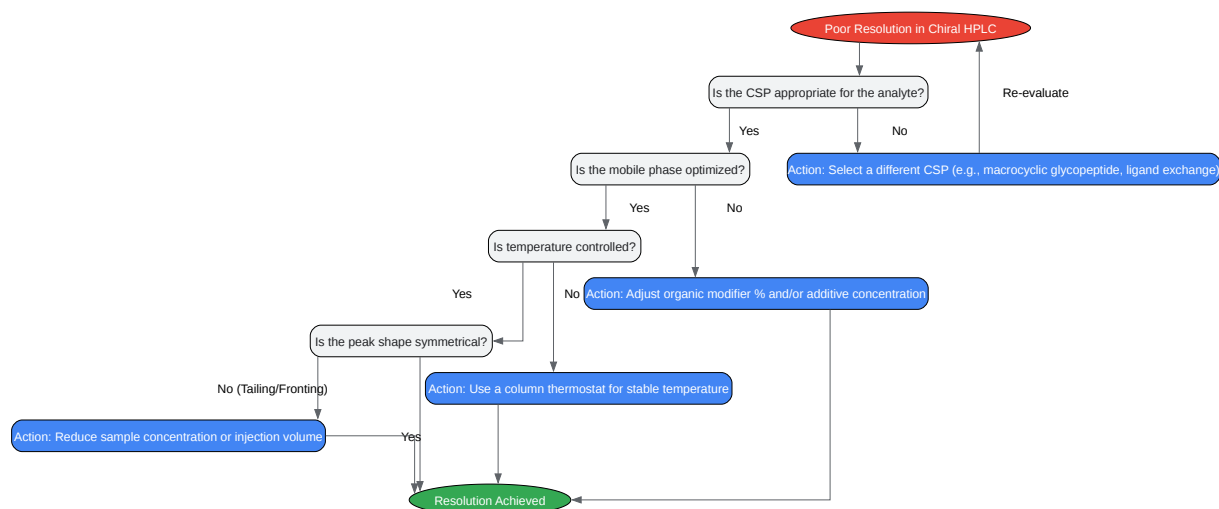 Poor Resolution in Chiral HPLC
Is the CSP appropriate for the analyte?
Re-evaluate
Yes
No
Is the mobile phase optimized?
Action: Select a different CSP (e.g., macrocyclic glycopeptide, ligand exchange)
Yes
No
Is temperature controlled?
Yes
No
Action: Adjust organic modifier % and/or additive concentration
Is the peak shape symmetrical?
No (Tailing/Fronting)
Action: Use a column thermostat for stable temperature
Action: Reduce sample concentration or injection volume
Yes
Resolution Achieved